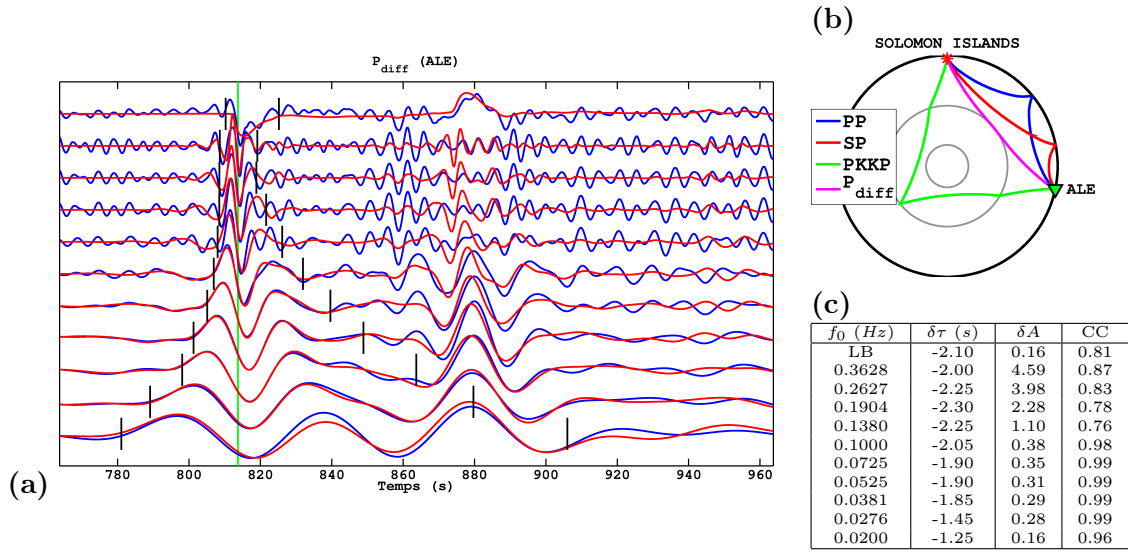 (a)
P_diff (ALE)
780 800 820 840 860 880 900 920 940 960
Temps (s)
(b)
SOLOMON ISLANDS
PP
SP
PKKP
P_diff
ALE
(c)
f₀ (Hz) δτ (s) δA CC
LB -2.10 0.16 0.81
0.3628 -2.00 4.59 0.87
0.2627 -2.25 3.98 0.83
0.1904 -2.30 2.28 0.78
0.1380 -2.25 1.10 0.76
0.1000 -2.05 0.38 0.98
0.0725 -1.90 0.35 0.99
0.0525 -1.90 0.31 0.99
0.0381 -1.85 0.29 0.99
0.0276 -1.45 0.28 0.99
0.0200 -1.25 0.16 0.96